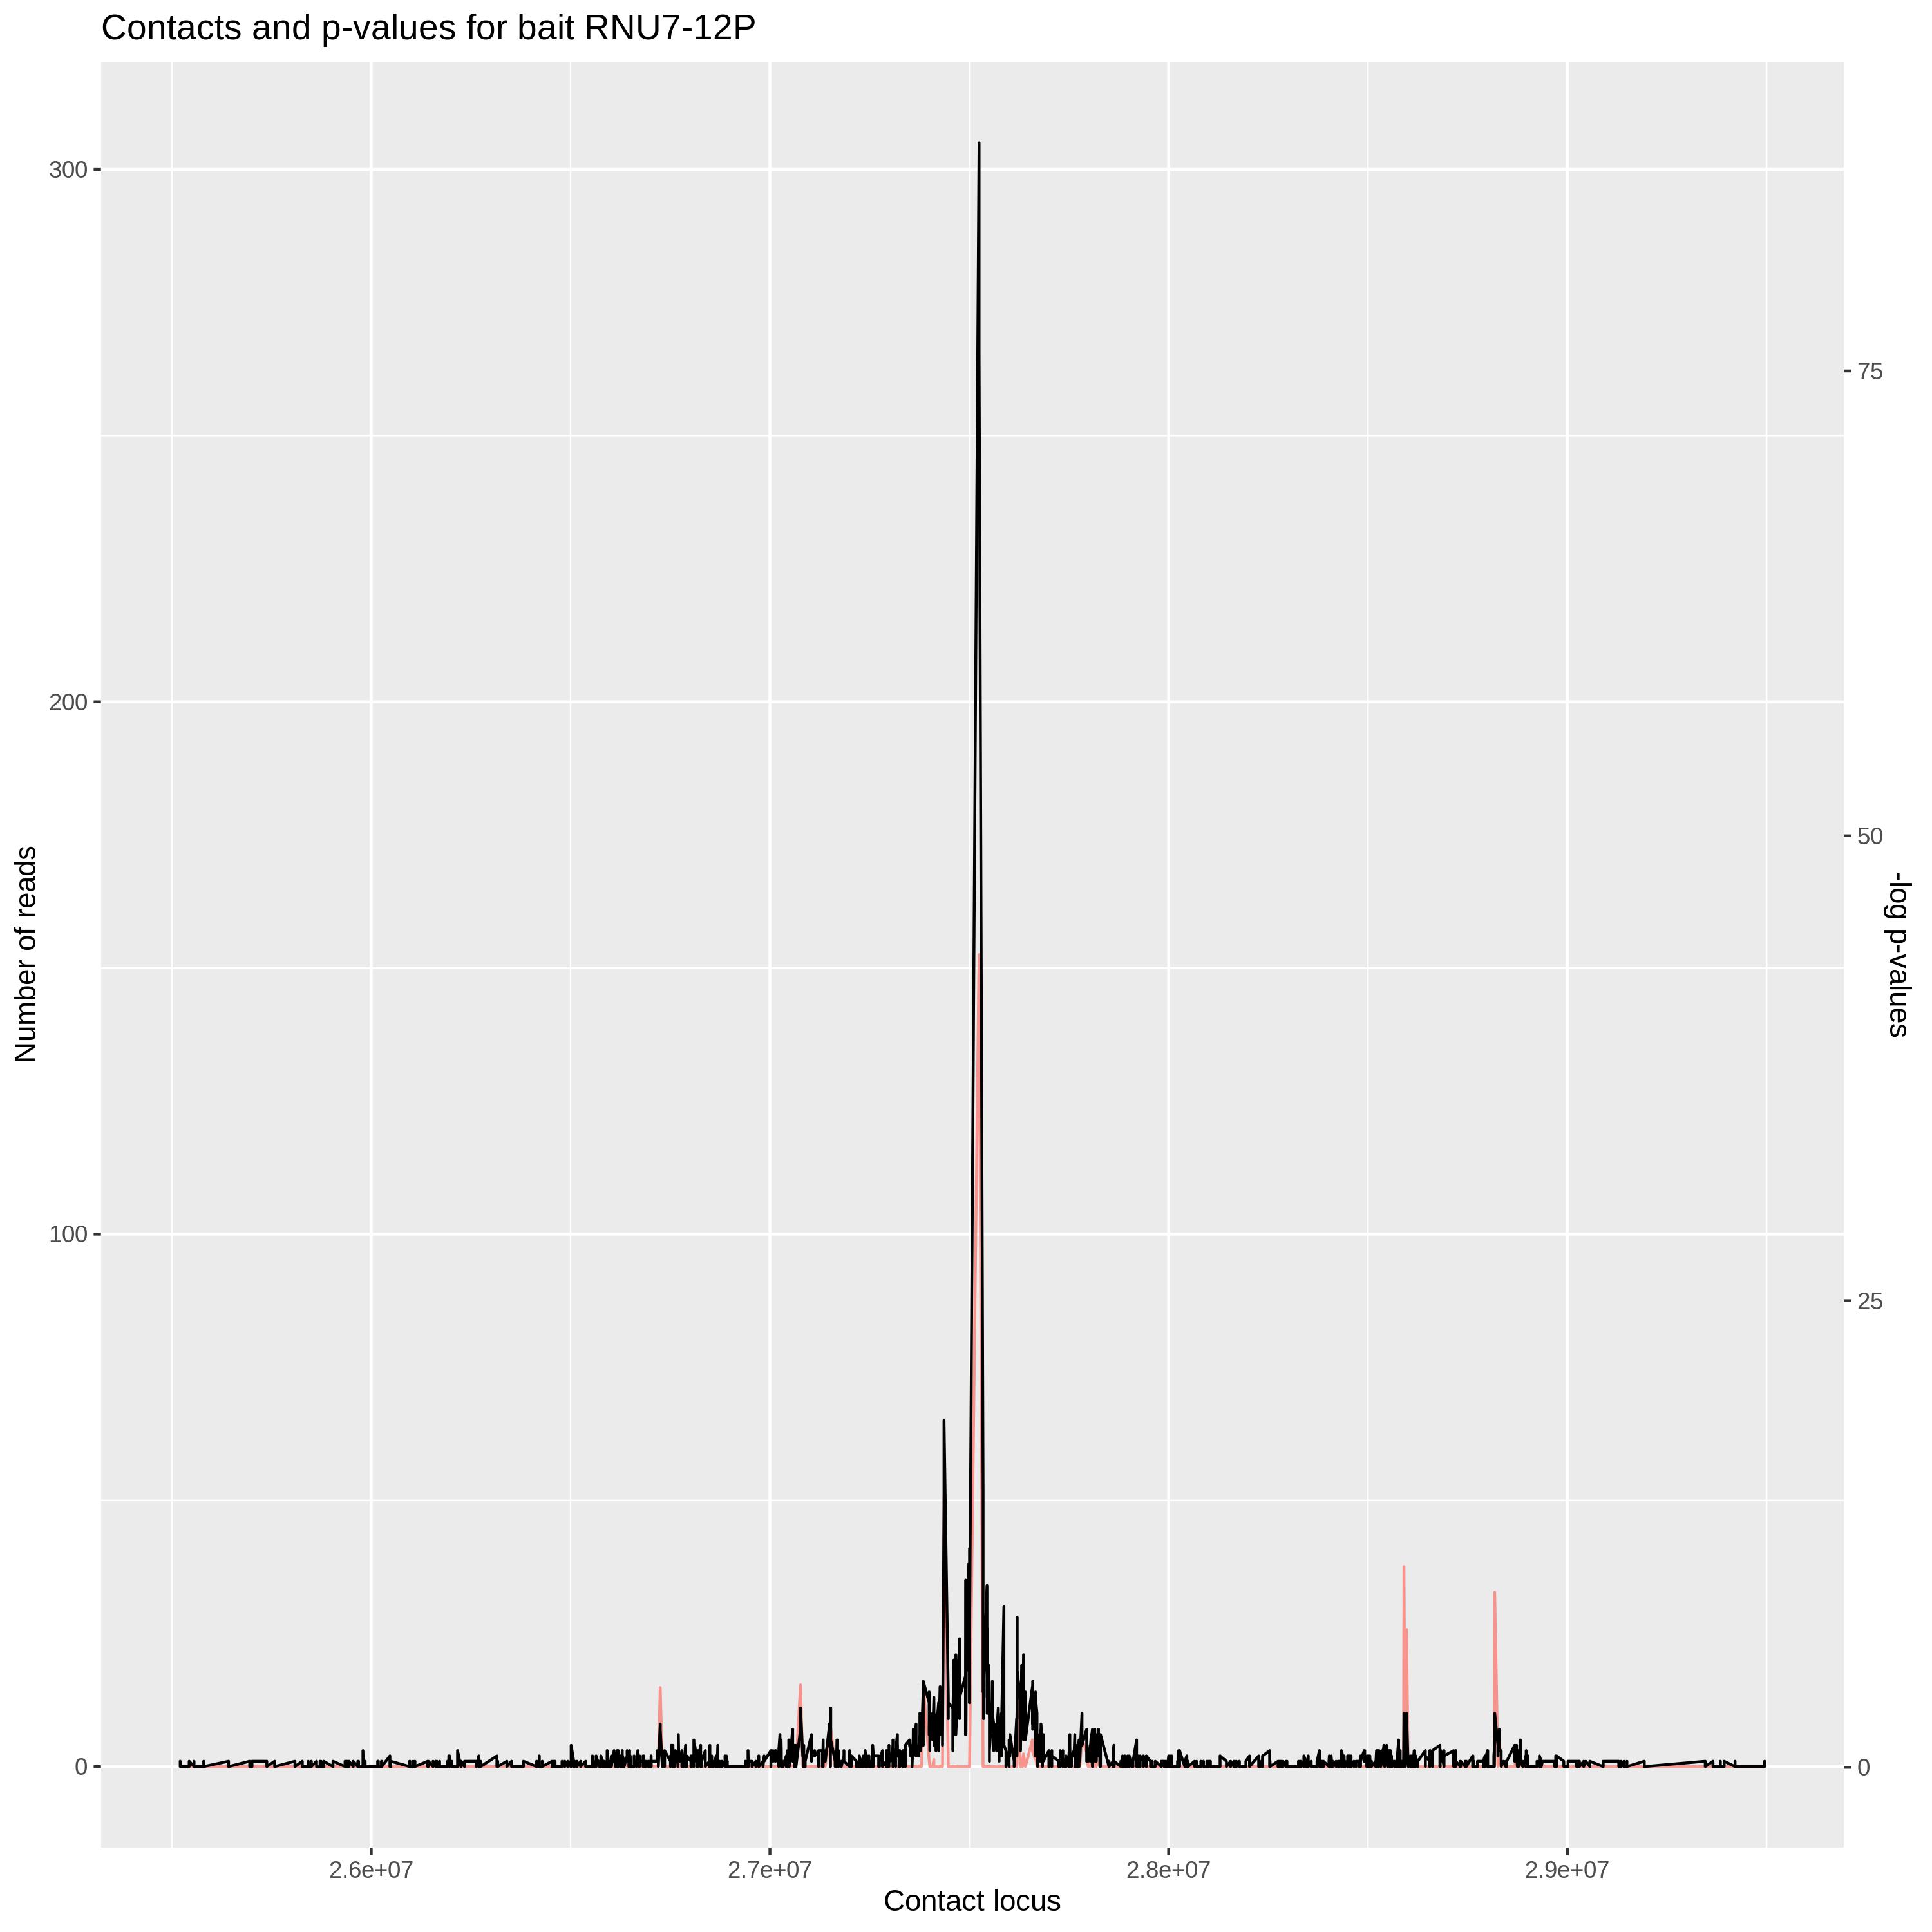 Contacts and p-values for bait RNU7-12P
300
200
100
0
Number of reads
75
50
25
0
-log p-values
2.6e+07
2.7e+07
2.8e+07
2.9e+07
Contact locus